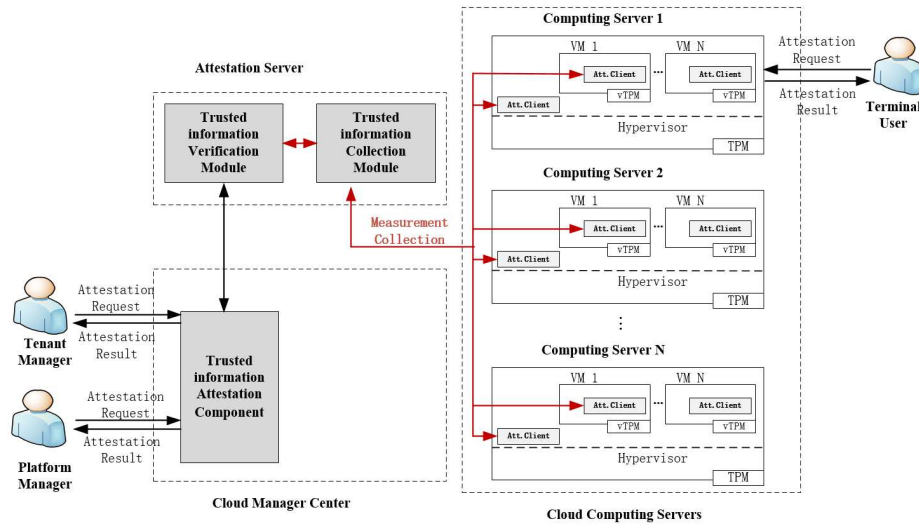 Attestation Server
Trusted
information
Verification
Module
Trusted
information
Collection
Module
Measurement
Collection
Tenant
Manager
Attestation
Request
Attestation
Result
Platform
Manager
Attestation
Request
Attestation
Result
Trusted
information
Attestation
Component
Cloud Manager Center
Computing Server 1
VM 1
Att.Client
vTPM
...
VM N
Att.Client
vTPM
Att.Client
Hypervisor
TPM
Computing Server 2
VM 1
Att.Client
vTPM
...
VM N
Att.Client
vTPM
Att.Client
Hypervisor
TPM
⋮
Computing Server N
VM 1
Att.Client
vTPM
...
VM N
Att.Client
vTPM
Att.Client
Hypervisor
TPM
Cloud Computing Servers
Attestation
Request
Attestation
Result
Terminal
User